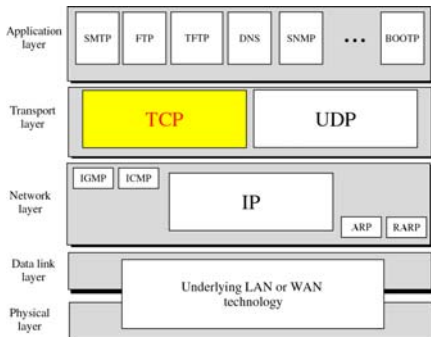 Application
layer
SMTP FTP TFTP DNS SNMP ... BOOTP
Transport
layer
TCP UDP
IGMP ICMP
Network
layer
IP
ARP RARP
Data link
layer
Underlying LAN or WAN
technology
Physical
layer